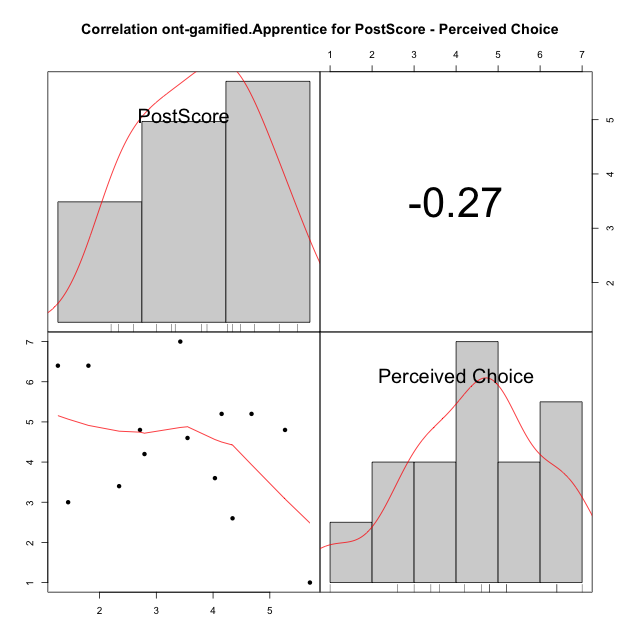 Correlation ont-gamified.Apprentice for PostScore - Perceived Choice
1 2 3 4 5 6 7
PostScore
-0.27
5
4
3
2
7
6
5
4
3
2
1
Perceived Choice
2 3 4 5